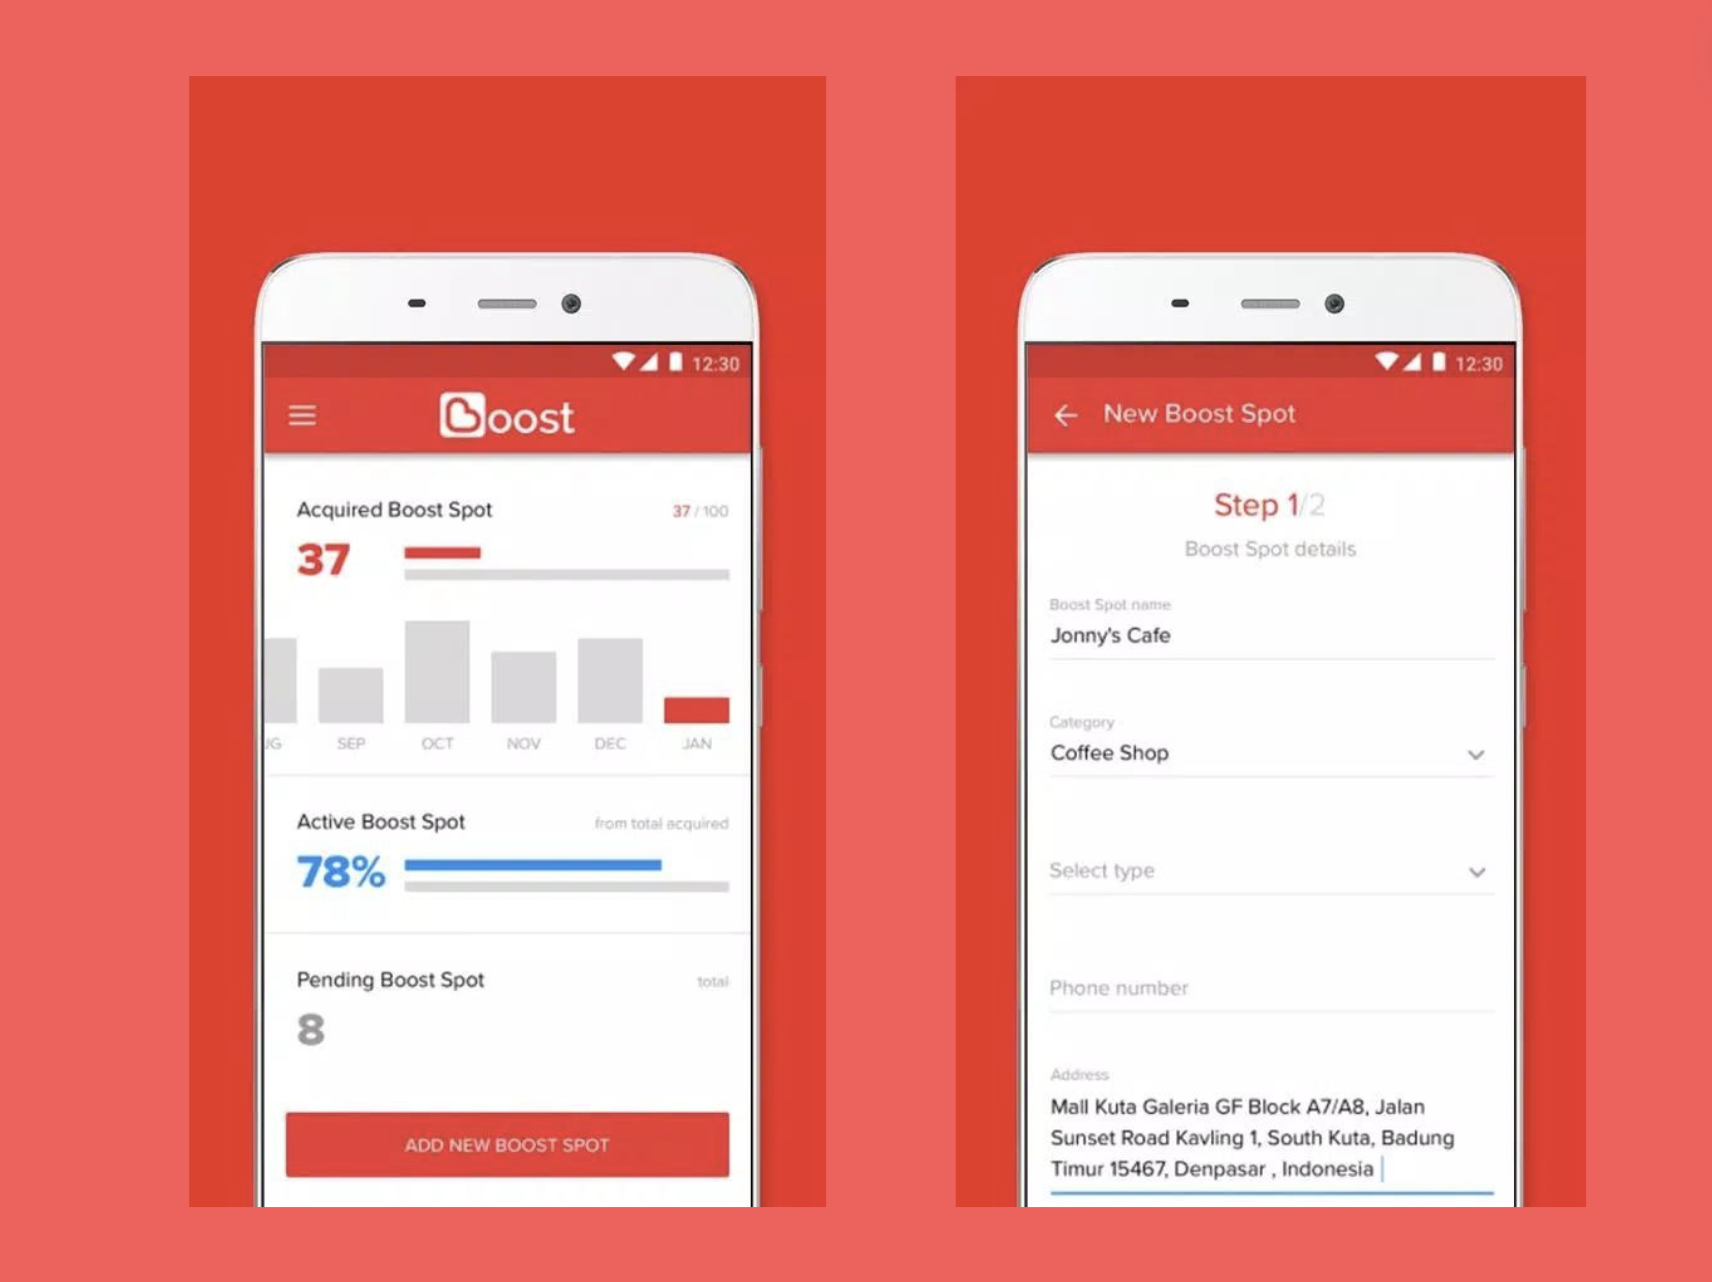 12:30
Boost
Acquired Boost Spot
37 / 100
37
SEP
OCT
NOV
DEC
JAN
Active Boost Spot
from total acquired
78%
Pending Boost Spot
total
8
ADD NEW BOOST SPOT
12:30
New Boost Spot
Step 1/2
Boost Spot details
Boost Spot name
Jonny's Cafe
Category
Coffee Shop
Select type
Phone number
Address
Mall Kuta Galeria GF Block A7/A8, Jalan
Sunset Road Kavling 1, South Kuta, Badung
Timur 15467, Denpasar , Indonesia